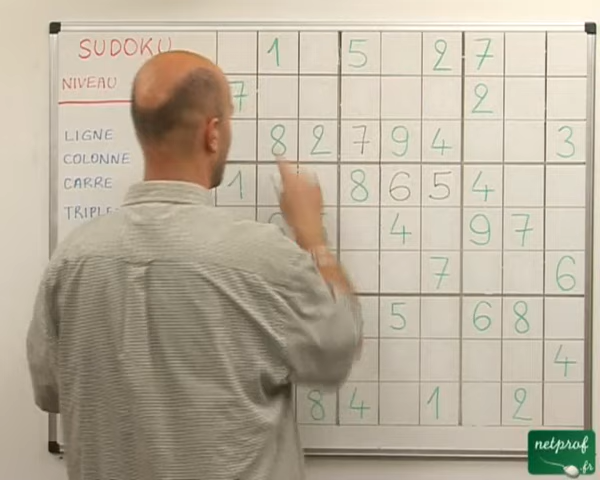 SUDOKU
1 5 2 7
NIVEAU
7 2
LIGNE
8 2 7 9 4 3
COLONNE
CARRE
1 8 6 5 4
4 9 7
7 6
5 6 8
4
8 4 1 2
netprof
.fr